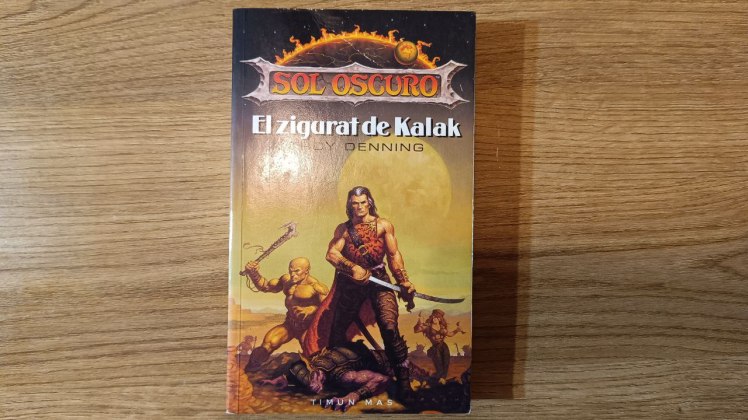 SOL OSCURO
El zigurat de Kalak
DENNING
TIMUN MAS